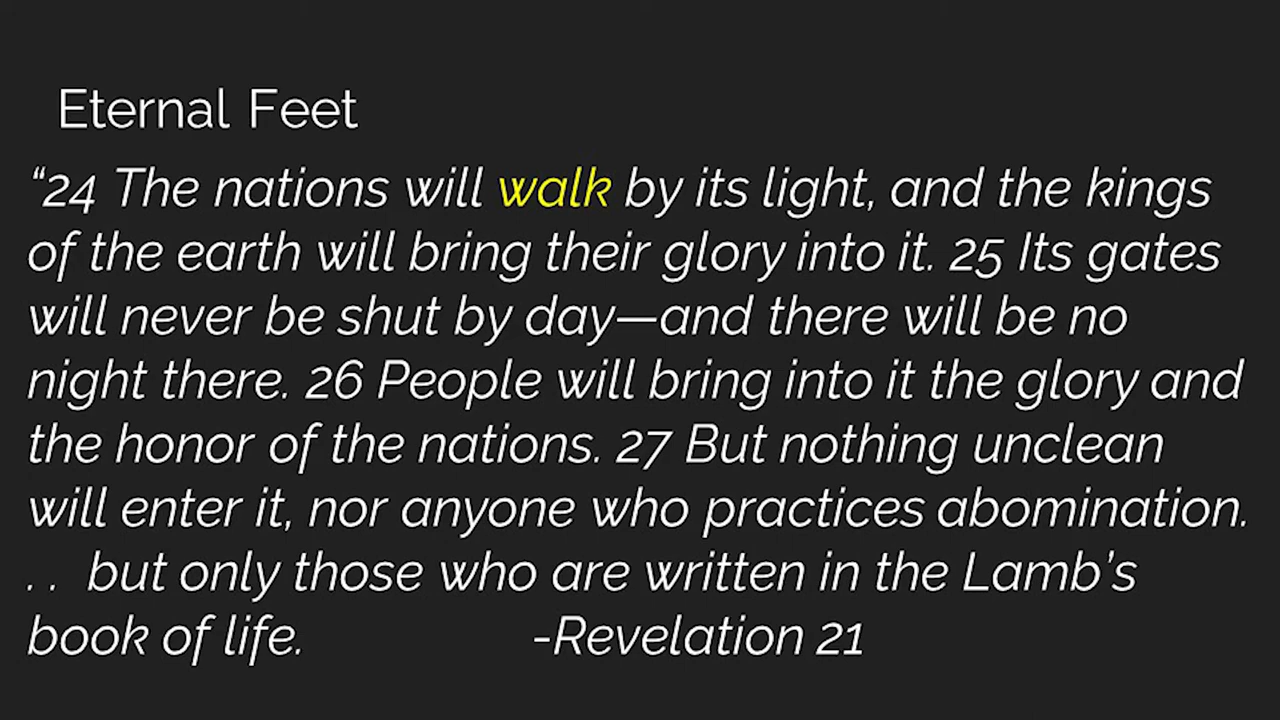 Eternal Feet
“24 The nations will walk by its light, and the kings
of the earth will bring their glory into it. 25 Its gates
will never be shut by day—and there will be no
night there. 26 People will bring into it the glory and
the honor of the nations. 27 But nothing unclean
will enter it, nor anyone who practices abomination.
. . but only those who are written in the Lamb's
book of life. -Revelation 21